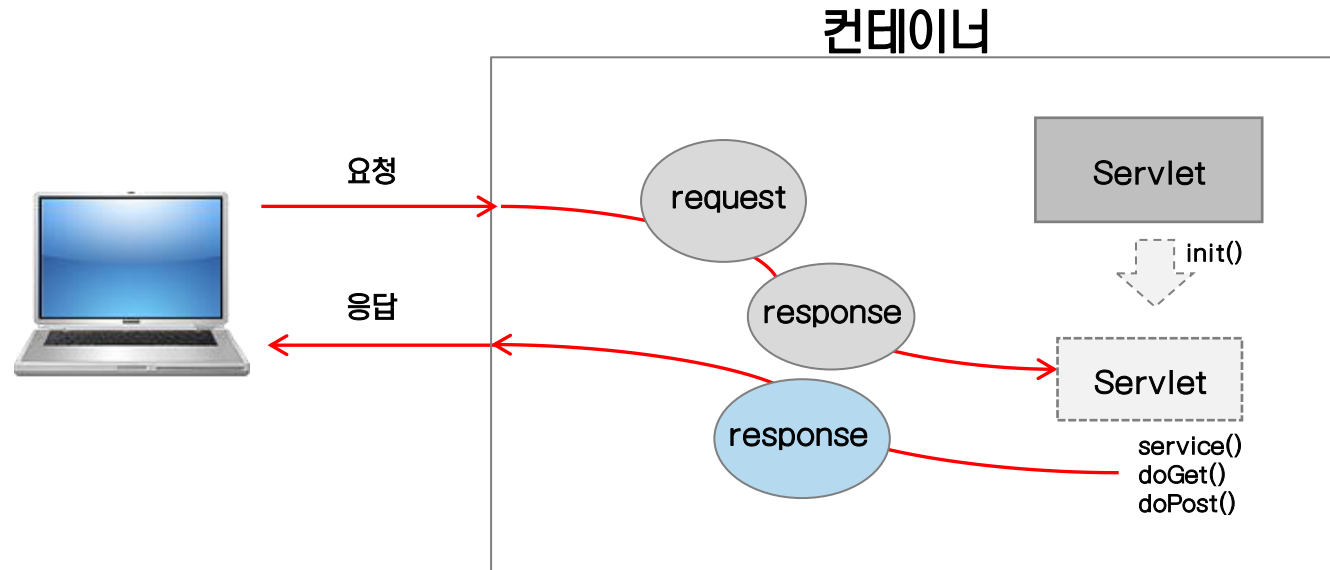 컨테이너
요청
request
Servlet
init()
응답
response
Servlet
response
service()
doGet()
doPost()